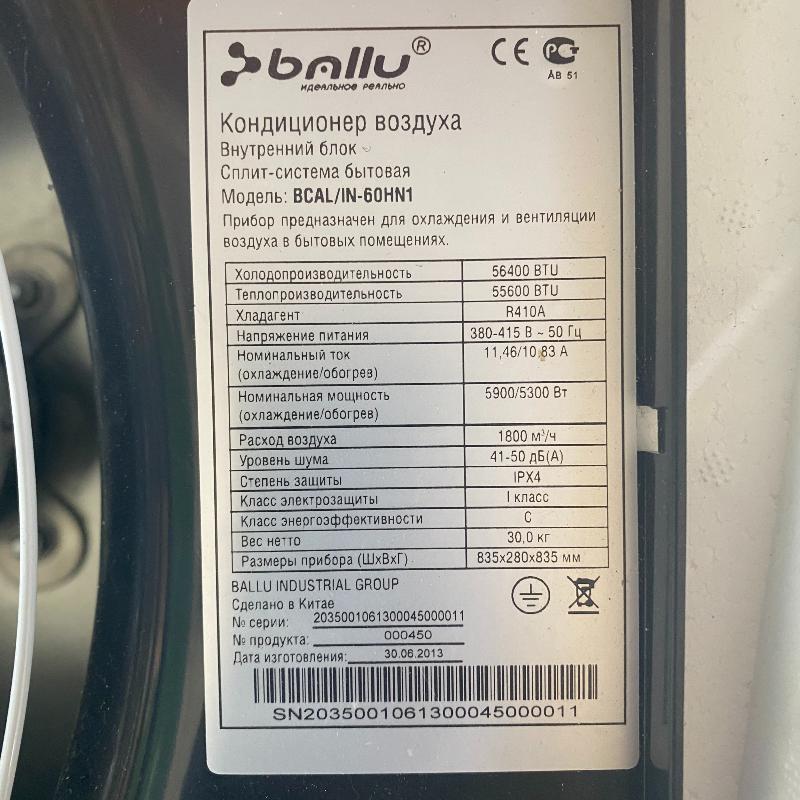 ballu®
идеальное реально
CE РСТ
АВ 51
Кондиционер воздуха
Внутренний блок
Сплит-система бытовая
Модель: BCAL/IN-60HN1
Прибор предназначен для охлаждения и вентиляции
воздуха в бытовых помещениях.
Холодопроизводительность 56400 BTU
Теплопроизводительность 55600 BTU
Хладагент R410A
Напряжение питания 380-415 В ~ 50 Гц
Номинальный ток 11,46/10,83 А
(охлаждение/обогрев)
Номинальная мощность 5900/5300 Вт
(охлаждение/обогрев)
Расход воздуха 1800 м³/ч
Уровень шума 41-50 дБ(А)
Степень защиты IPX4
Класс электрозащиты I класс
Класс энергоэффективности С
Вес нетто 30,0 кг
Размеры прибора (ШхВхГ) 835х280х835 мм
BALLU INDUSTRIAL GROUP
Сделано в Китае
№ серии: 2035001061300045000011
№ продукта: 000450
Дата изготовления: 30.06.2013
SN2035001061300045000011